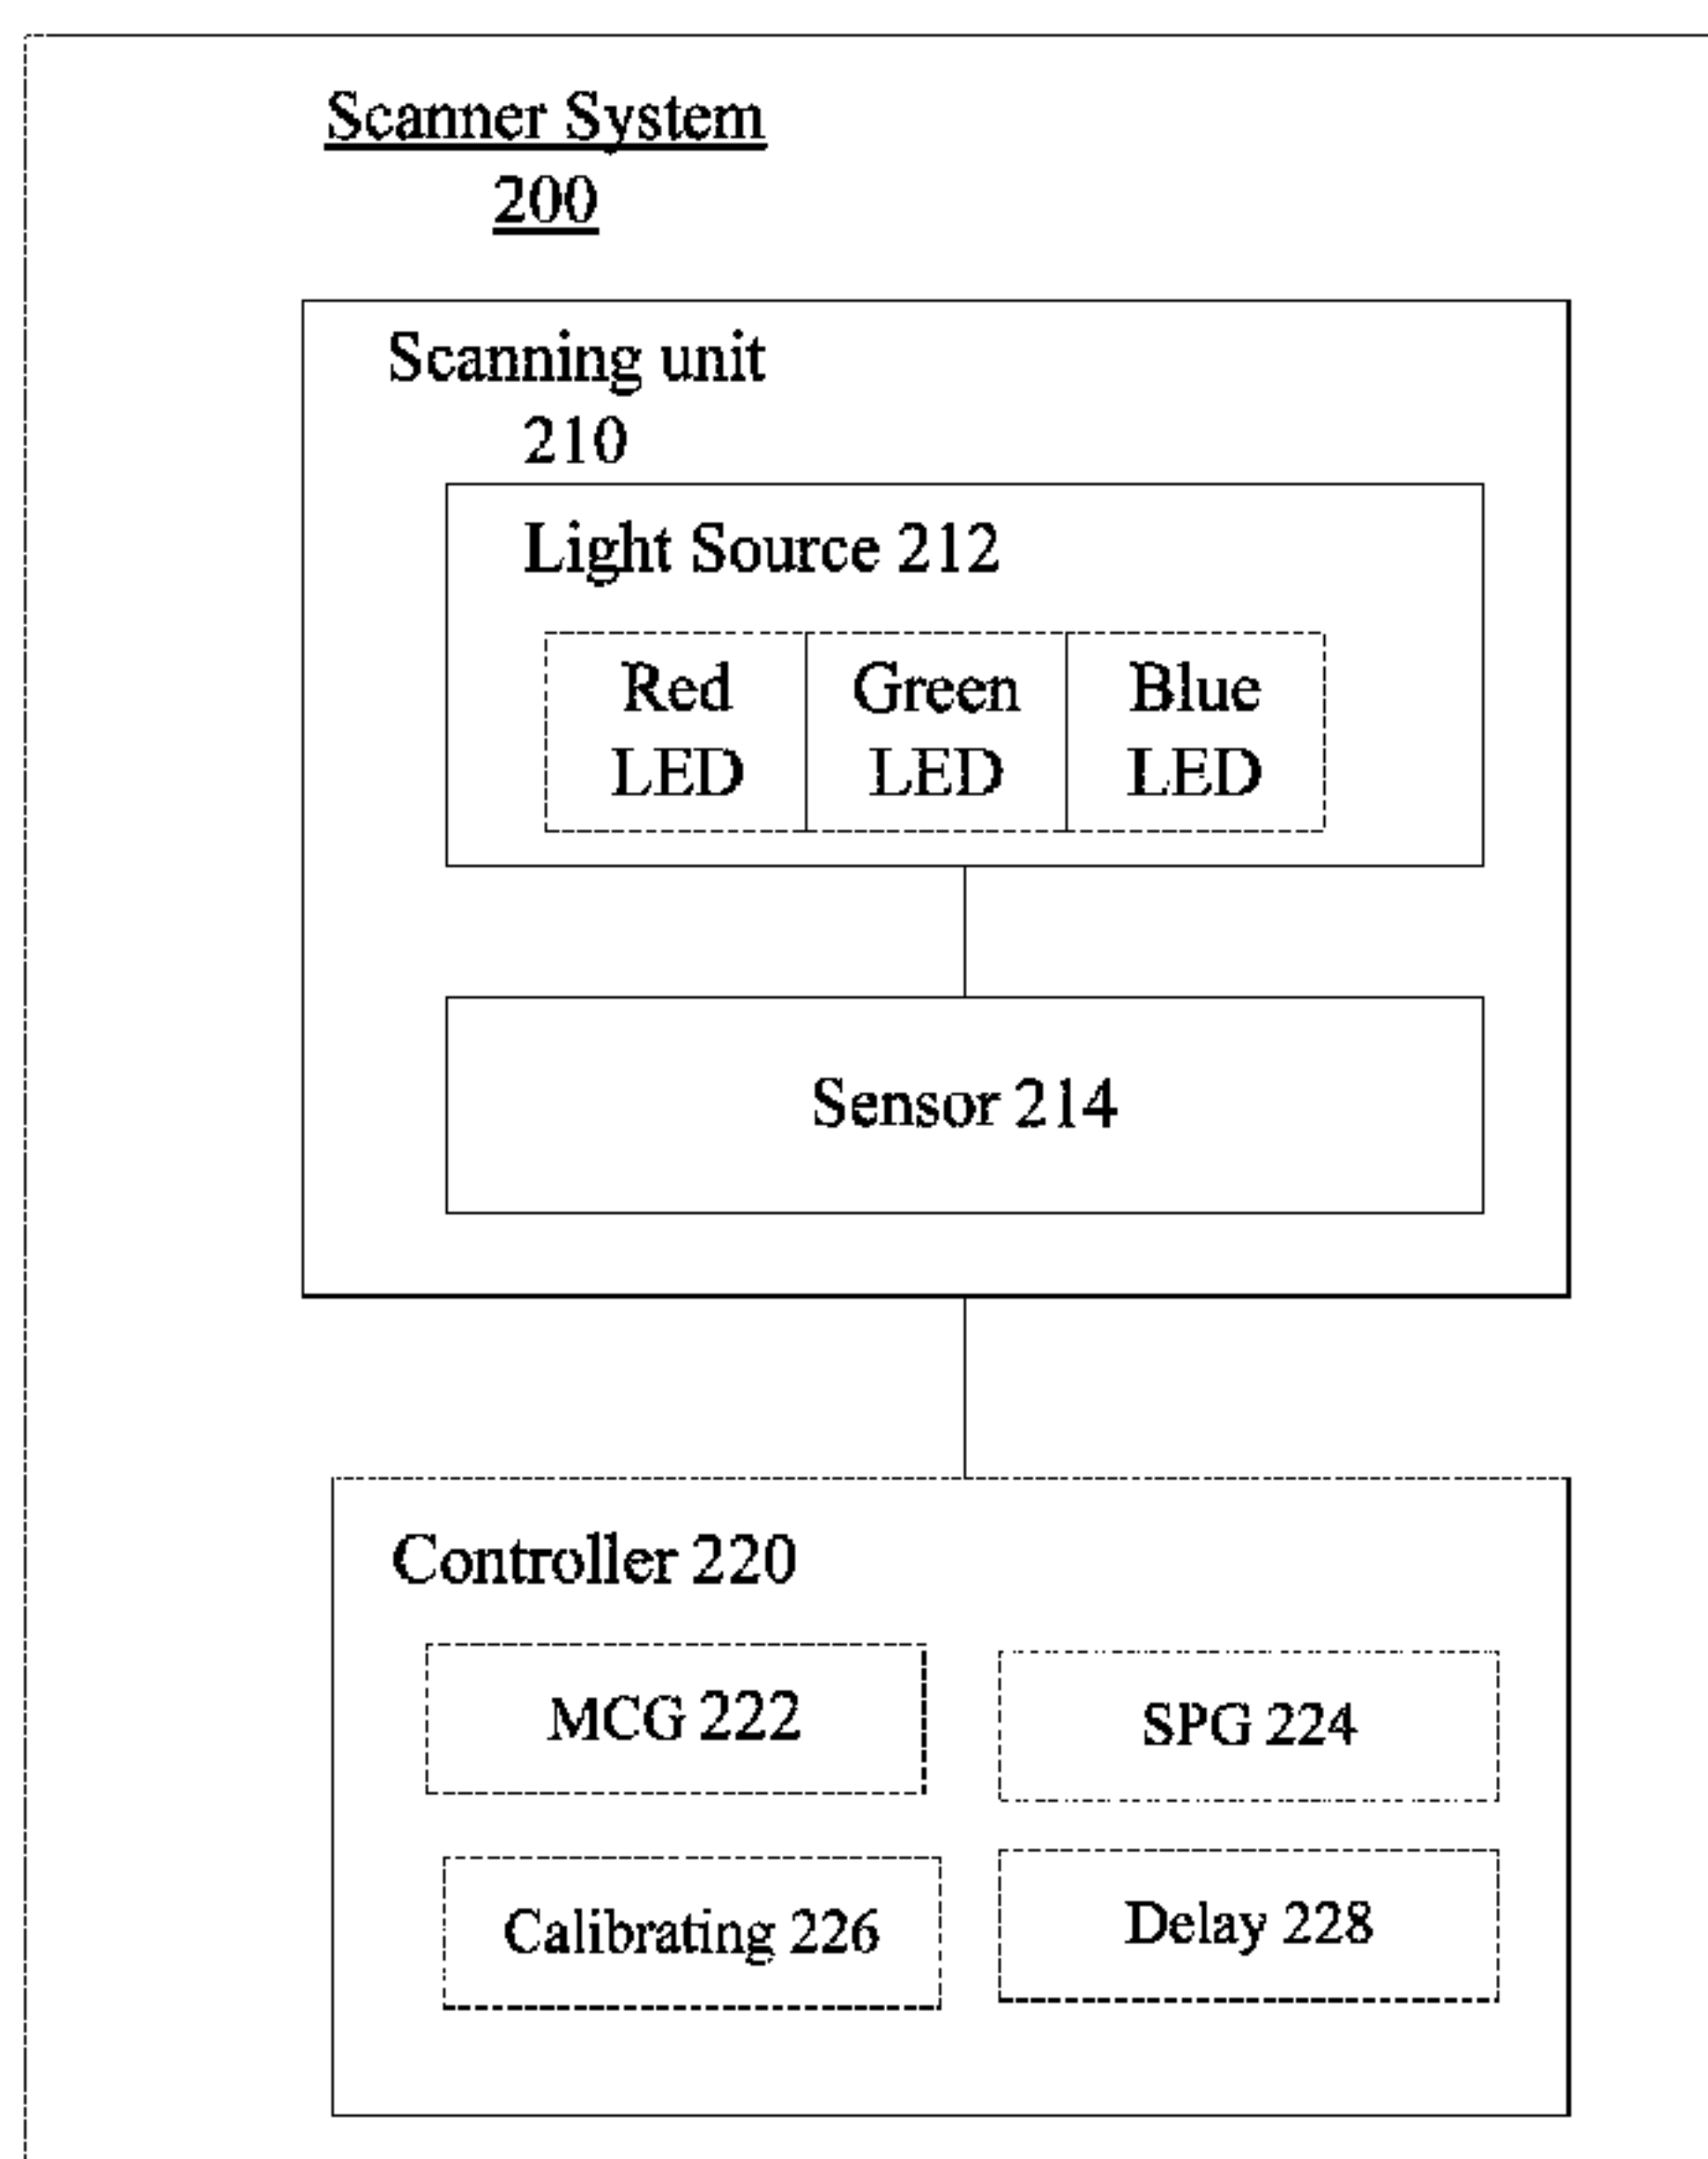 Scanner System
200
Scanning unit
210
Light Source 212
Red Green Blue
LED LED LED
Sensor 214
Controller 220
MCG 222 SPG 224
Calibrating 226 Delay 228